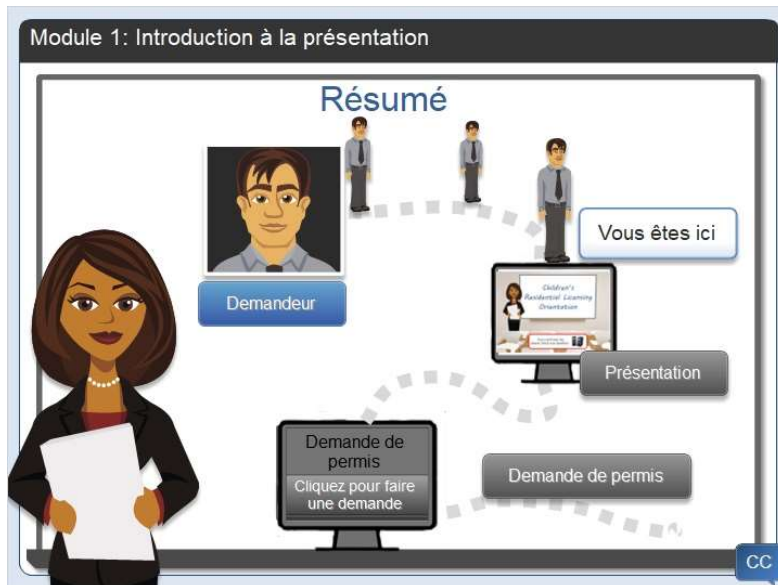 Module 1: Introduction à la présentation
Résumé
Vous êtes ici
Demandeur
Children's
Residential Licensing
Orientation
Présentation
Demande de
permis
Cliquez pour faire
une demande
Demande de permis
CC